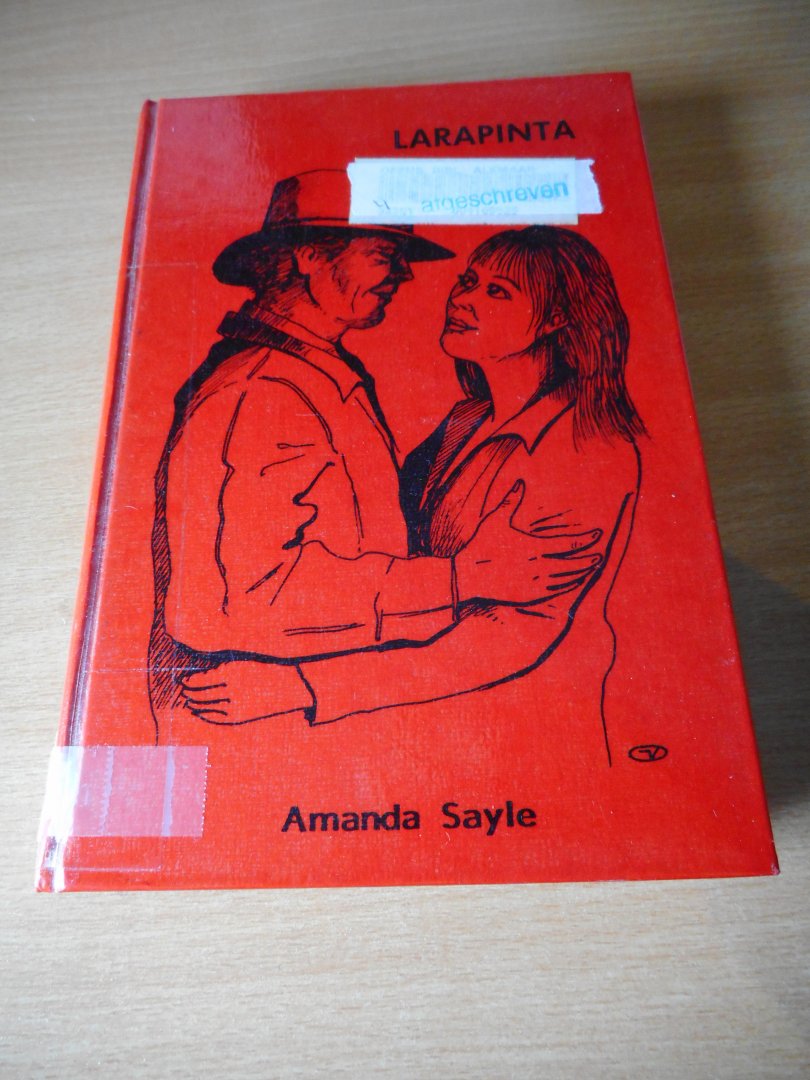 LARAPINTA
afgeschreven
Amanda Sayle